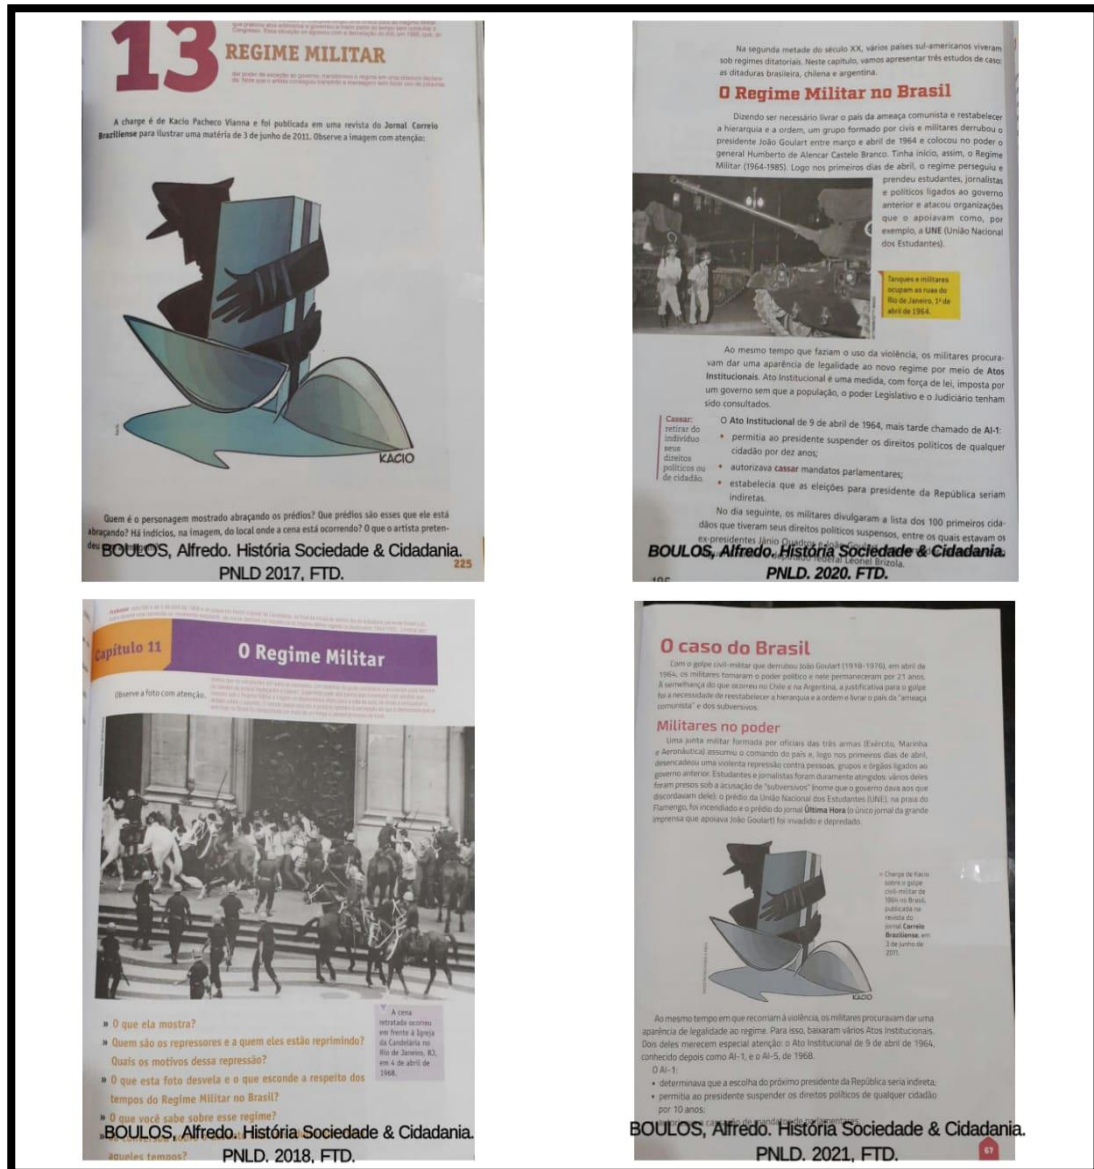 13
REGIME MILITAR
A charge é de Kacio Pacheco Vianna e foi publicada em uma revista do Jornal Correio
Braziliense para ilustrar uma matéria de 3 de junho de 2011. Observe a imagem com atenção:
KACIO
Quem é o personagem mostrado abraçando os prédios? Que prédios são esses que ele está
abraçando? Há indícios, na imagem, do local onde a cena está ocorrendo? O que o artista preten-
BOULOS, Alfredo. História Sociedade & Cidadania.
PNLD 2017, FTD.
225
Na segunda metade do século XX, vários países sul-americanos viveram
sob regimes ditatoriais. Neste capítulo, vamos apresentar três estudos de caso:
as ditaduras brasileira, chilena e argentina.
O Regime Militar no Brasil
Dizendo ser necessário livrar o país da ameaça comunista e restabelecer
a hierarquia e a ordem, um grupo formado por civis e militares derrubou o
presidente João Goulart entre março e abril de 1964 e colocou no poder o
general Humberto de Alencar Castelo Branco. Tinha início, assim, o Regime
Militar (1964-1985). Logo nos primeiros dias de abril, o regime perseguiu e
prendeu estudantes, jornalistas
e políticos ligados ao governo
anterior e atacou organizações
que o apoiavam como, por
exemplo, a UNE (União Nacional
dos Estudantes).
Tanques e militares
ocupam as ruas do
Rio de Janeiro, 1º de
abril de 1964.
Ao mesmo tempo que faziam o uso da violência, os militares procura-
vam dar uma aparência de legalidade ao novo regime por meio de Atos
Institucionais. Ato Institucional é uma medida, com força de lei, imposta por
um governo sem que a população, o poder Legislativo e o Judiciário tenham
sido consultados.
Cassar:
retirar do
indivíduo
seus
direitos
políticos ou
de cidadão.
O Ato Institucional de 9 de abril de 1964, mais tarde chamado de AI-1:
• permitia ao presidente suspender os direitos políticos de qualquer
cidadão por dez anos;
• autorizava cassar mandatos parlamentares;
• estabelecia que as eleições para presidente da República seriam
indiretas.
No dia seguinte, os militares divulgaram a lista dos 100 primeiros cida-
dãos que tiveram seus direitos políticos suspensos, entre os quais estavam os
ex-presidentes Jânio Quadros e João Goulart
deputado federal Leonel Brizola.
BOULOS, Alfredo. História Sociedade & Cidadania.
PNLD. 2020. FTD.
Capítulo 11
O Regime Militar
Observe a foto com atenção.
» O que ela mostra?
» Quem são os repressores e a quem eles estão reprimindo?
Quais os motivos dessa repressão?
» O que esta foto desvela e o que esconde a respeito dos
tempos do Regime Militar no Brasil?
» O que você sabe sobre esse regime?
aqueles tempos?
A cena
retratada ocorreu
em frente à Igreja
da Candelária no
Rio de Janeiro, RJ,
em 4 de abril de
1968.
BOULOS, Alfredo. História Sociedade & Cidadania.
PNLD. 2018, FTD.
O caso do Brasil
Com o golpe civil-militar que derrubou João Goulart (1918-1976), em abril de
1964, os militares tomaram o poder político e nele permaneceram por 21 anos.
À semelhança do que ocorreu no Chile e na Argentina, a justificativa para o golpe
foi a necessidade de reestabelecer a hierarquia e a ordem e livrar o país da "ameaça
comunista" e dos subversivos.
Militares no poder
Uma junta militar formada por oficiais das três armas (Exército, Marinha
e Aeronáutica) assumiu o comando do país e, logo nos primeiros dias de abril,
desencadeou uma violenta repressão contra pessoas, grupos e órgãos ligados ao
governo anterior. Estudantes e jornalistas foram duramente atingidos: vários deles
foram presos sob a acusação de "subversivos" (nome que o governo dava aos que
discordavam dele); o prédio da União Nacional dos Estudantes (UNE), na praia do
Flamengo, foi incendiado e o prédio do jornal Última Hora (o único jornal da grande
imprensa que apoiava João Goulart) foi invadido e depredado.
» Charge de Kacio
sobre o golpe
civil-militar de
1964 no Brasil,
publicada na
revista do
jornal Correio
Braziliense, em
3 de junho de
2011.
KACIO
Ao mesmo tempo em que recorriam à violência, os militares procuravam dar uma
aparência de legalidade ao regime. Para isso, baixaram vários Atos Institucionais.
Dois deles merecem especial atenção: o Ato Institucional de 9 de abril de 1964,
conhecido depois como AI-1, e o AI-5, de 1968.
O AI-1:
• determinava que a escolha do próximo presidente da República seria indireta;
• permitia ao presidente suspender os direitos políticos de qualquer cidadão
por 10 anos;
BOULOS, Alfredo. História Sociedade & Cidadania.
PNLD. 2021, FTD.
67